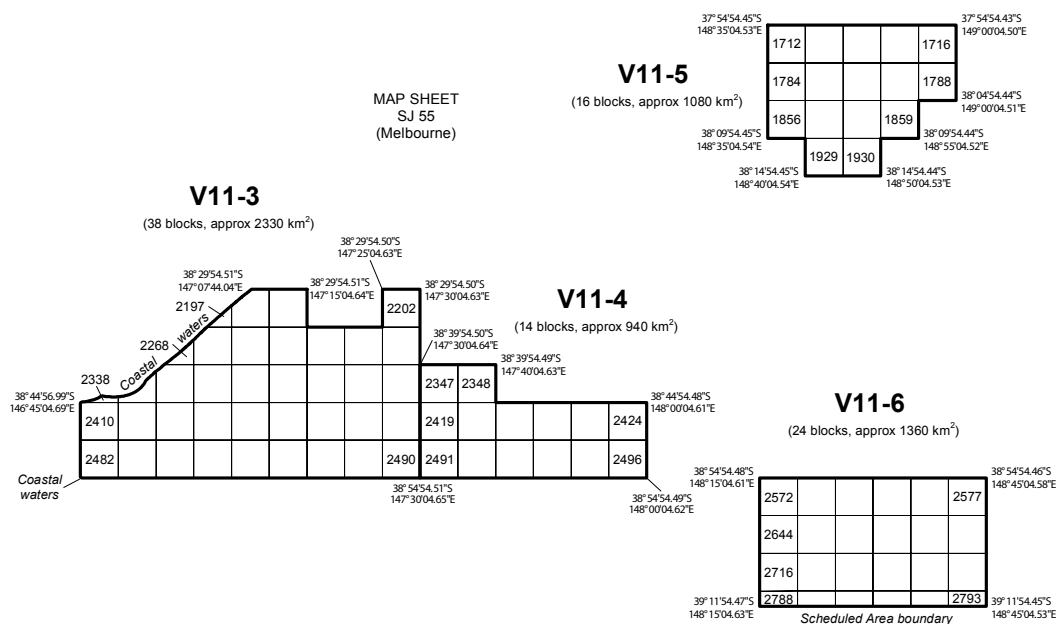 37° 54'54.45"S
148° 35'04.53"E
37° 54'54.43"S
149° 00'04.50"E
1712
1716
V11-5
(16 blocks, approx 1080 km²)
1784
1788
38° 04'54.44"S
149° 00'04.51"E
MAP SHEET
SJ 55
(Melbourne)
1856
1859
38° 09'54.45"S
148° 35'04.54"E
38° 09'54.44"S
148° 55'04.52"E
1929
1930
38° 14'54.45"S
148° 40'04.54"E
38° 14'54.44"S
148° 50'04.53"E
V11-3
(38 blocks, approx 2330 km²)
38° 29'54.50"S
147° 25'04.63"E
38° 29'54.51"S
147° 07'44.04"E
38° 29'54.51"S
147° 15'04.64"E
38° 29'54.50"S
147° 30'04.63"E
2197
2202
Coastal waters
2268
2338
V11-4
(14 blocks, approx 940 km²)
38° 39'54.50"S
147° 30'04.64"E
38° 39'54.49"S
147° 40'04.63"E
2347
2348
38° 44'56.99"S
146° 45'04.69"E
38° 44'54.48"S
148° 00'04.61"E
2410
2419
2424
2482
2490
2491
2496
Coastal
waters
38° 54'54.51"S
147° 30'04.65"E
38° 54'54.49"S
148° 00'04.62"E
V11-6
(24 blocks, approx 1360 km²)
38° 54'54.48"S
148° 15'04.61"E
38° 54'54.46"S
148° 45'04.58"E
2572
2577
2644
2716
2788
2793
39° 11'54.47"S
148° 15'04.63"E
39° 11'54.45"S
148° 45'04.53"E
Scheduled Area boundary